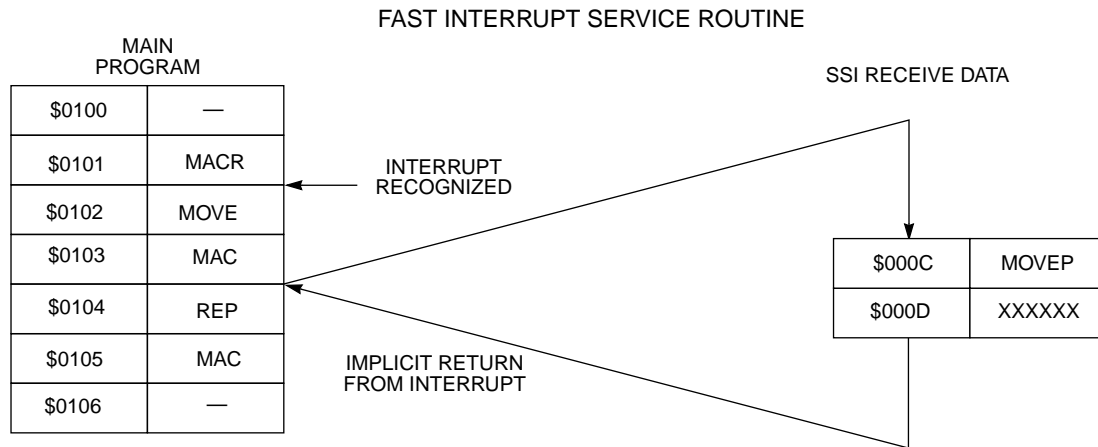 FAST INTERRUPT SERVICE ROUTINE
MAIN
PROGRAM
SSI RECEIVE DATA
$0100 —
$0101 MACR
INTERRUPT
RECOGNIZED
$0102 MOVE
$0103 MAC
$000C MOVEP
$0104 REP
$000D XXXXXX
$0105 MAC
IMPLICIT RETURN
FROM INTERRUPT
$0106 —